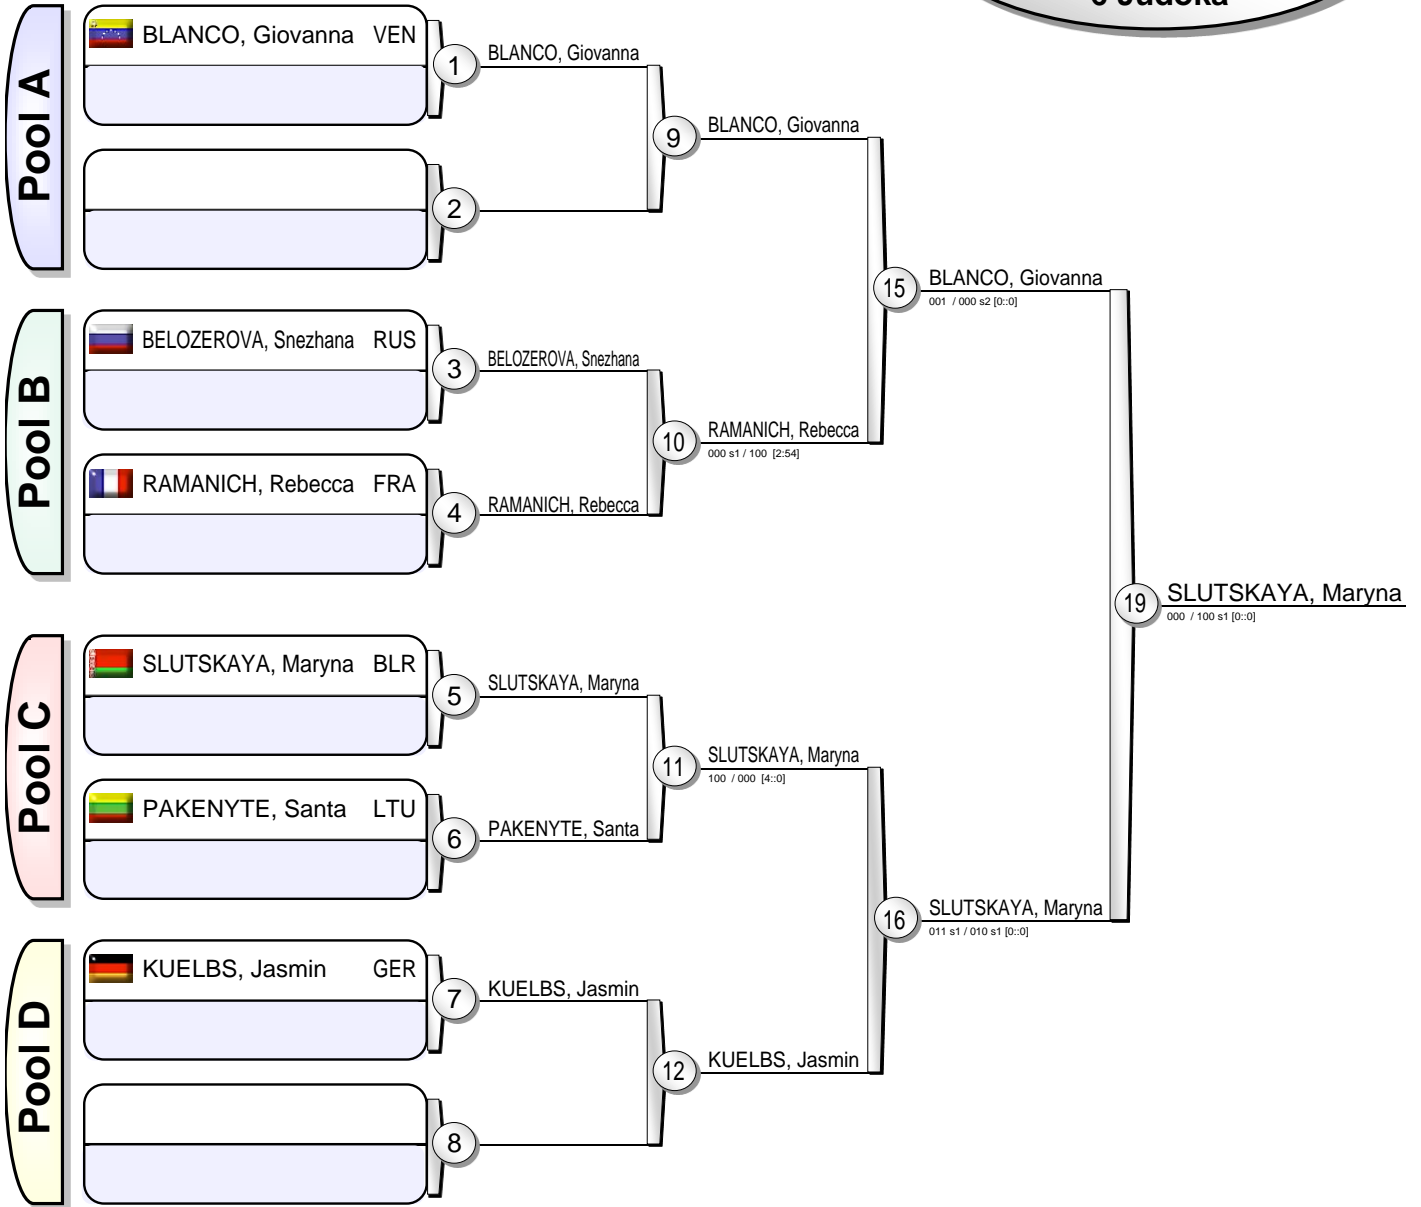 6 Judoka
Pool A
BLANCO, Giovanna VEN
1
BLANCO, Giovanna
2
9
BLANCO, Giovanna
Pool B
BELOZEROVA, Snezhana RUS
3
BELOZEROVA, Snezhana
RAMANICH, Rebecca FRA
4
RAMANICH, Rebecca
10
RAMANICH, Rebecca
000 s1 / 100 [2:54]
15
BLANCO, Giovanna
001 / 000 s2 [0::0]
Pool C
SLUTSKAYA, Maryna BLR
5
SLUTSKAYA, Maryna
PAKENYTE, Santa LTU
6
PAKENYTE, Santa
11
SLUTSKAYA, Maryna
100 / 000 [4::0]
Pool D
KUELBS, Jasmin GER
7
KUELBS, Jasmin
8
12
KUELBS, Jasmin
16
SLUTSKAYA, Maryna
011 s1 / 010 s1 [0::0]
19
SLUTSKAYA, Maryna
000 / 100 s1 [0::0]